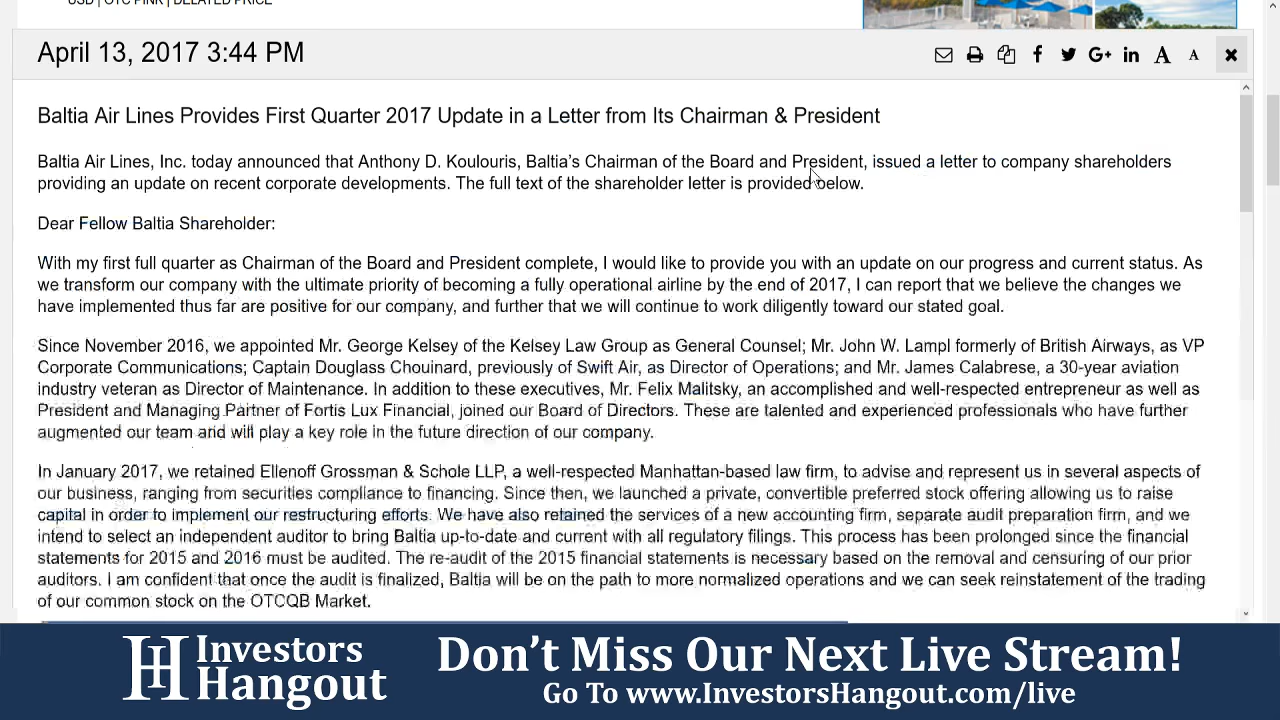 USD | OTC PINK | DELAYED PRICE
April 13, 2017 3:44 PM
G+ in A A
Baltia Air Lines Provides First Quarter 2017 Update in a Letter from Its Chairman & President
Baltia Air Lines, Inc. today announced that Anthony D. Koulouris, Baltia's Chairman of the Board and President, issued a letter to company shareholders
providing an update on recent corporate developments. The full text of the shareholder letter is provided below.
Dear Fellow Baltia Shareholder:
With my first full quarter as Chairman of the Board and President complete, I would like to provide you with an update on our progress and current status. As
we transform our company with the ultimate priority of becoming a fully operational airline by the end of 2017, I can report that we believe the changes we
have implemented thus far are positive for our company, and further that we will continue to work diligently toward our stated goal.
Since November 2016, we appointed Mr. George Kelsey of the Kelsey Law Group as General Counsel; Mr. John W. Lampl formerly of British Airways, as VP
Corporate Communications; Captain Douglass Chouinard, previously of Swift Air, as Director of Operations; and Mr. James Calabrese, a 30-year aviation
industry veteran as Director of Maintenance. In addition to these executives, Mr. Felix Malitsky, an accomplished and well-respected entrepreneur as well as
President and Managing Partner of Fortis Lux Financial, joined our Board of Directors. These are talented and experienced professionals who have further
augmented our team and will play a key role in the future direction of our company.
In January 2017, we retained Ellenoff Grossman & Schole LLP, a well-respected Manhattan-based law firm, to advise and represent us in several aspects of
our business, ranging from securities compliance to financing. Since then, we launched a private, convertible preferred stock offering allowing us to raise
capital in order to implement our restructuring efforts. We have also retained the services of a new accounting firm, separate audit preparation firm, and we
intend to select an independent auditor to bring Baltia up-to-date and current with all regulatory filings. This process has been prolonged since the financial
statements for 2015 and 2016 must be audited. The re-audit of the 2015 financial statements is necessary based on the removal and censuring of our prior
auditors. I am confident that once the audit is finalized, Baltia will be on the path to more normalized operations and we can seek reinstatement of the trading
of our common stock on the OTCQB Market.
Investors
Hangout
Don't Miss Our Next Live Stream!
Go To www.InvestorsHangout.com/live